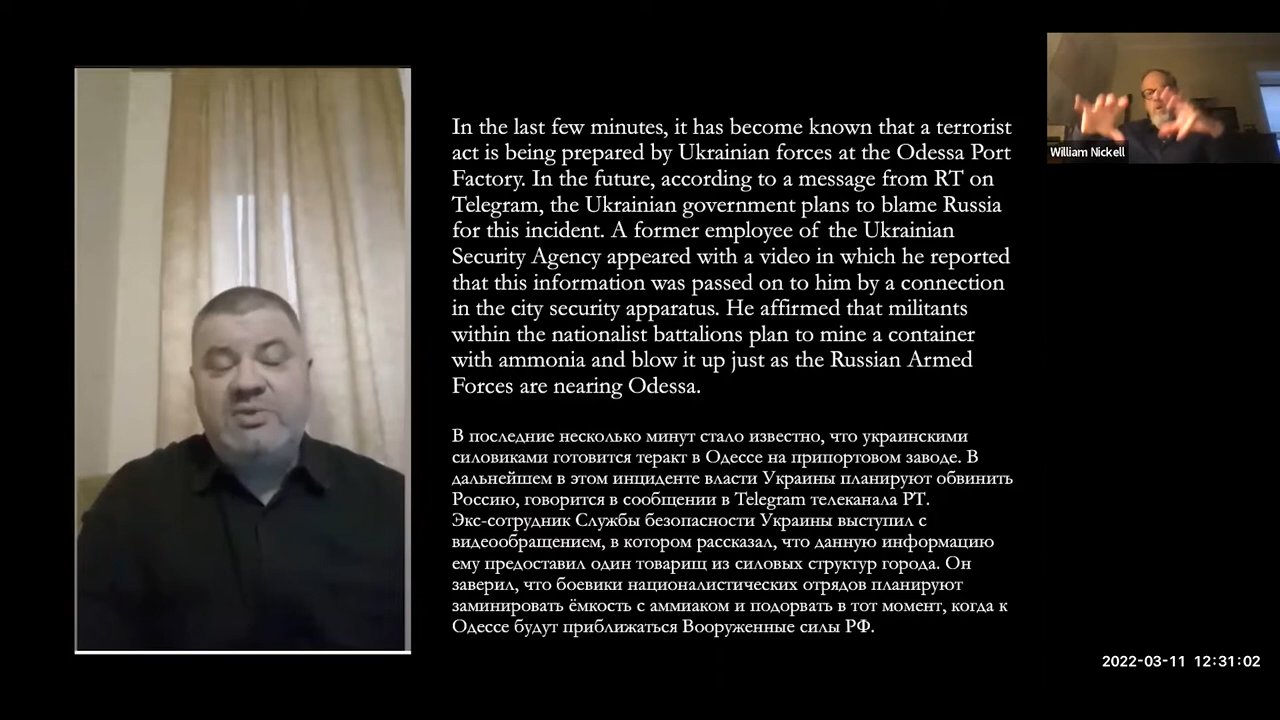 In the last few minutes, it has become known that a terrorist
act is being prepared by Ukrainian forces at the Odessa Port
Factory. In the future, according to a message from RT on
Telegram, the Ukrainian government plans to blame Russia
for this incident. A former employee of the Ukrainian
Security Agency appeared with a video in which he reported
that this information was passed on to him by a connection
in the city security apparatus. He affirmed that militants
within the nationalist battalions plan to mine a container
with ammonia and blow it up just as the Russian Armed
Forces are nearing Odessa.
В последние несколько минут стало известно, что украинскими
силовиками готовится теракт в Одессе на припортовом заводе. В
дальнейшем в этом инциденте власти Украины планируют обвинить
Россию, говорится в сообщении в Telegram телеканала РТ.
Экс-сотрудник Службы безопасности Украины выступил с
видеообращением, в котором рассказал, что данную информацию
ему предоставил один товарищ из силовых структур города. Он
заверил, что боевики националистических отрядов планируют
заминировать ёмкость с аммиаком и подорвать в тот момент, когда к
Одессе будут приближаться Вооруженные силы РФ.
William Nickell
2022-03-11 12:31:02